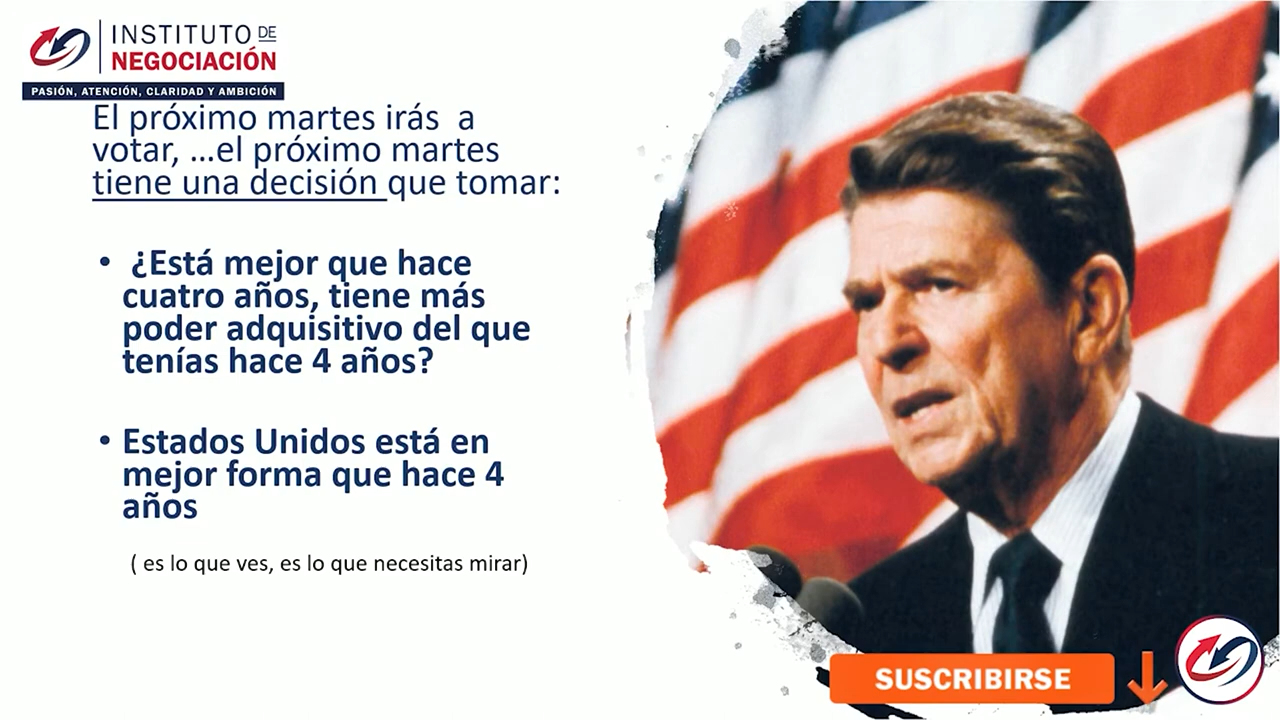 INSTITUTO DE
NEGOCIACIÓN
PASIÓN, ATENCIÓN, CLARIDAD Y AMBICIÓN
El próximo martes irás a
votar, ...el próximo martes
tiene una decisión que tomar:
• ¿Está mejor que hace
cuatro años, tiene más
poder adquisitivo del que
tenías hace 4 años?
• Estados Unidos está en
mejor forma que hace 4
años
( es lo que ves, es lo que necesitas mirar)
SUSCRIBIRSE